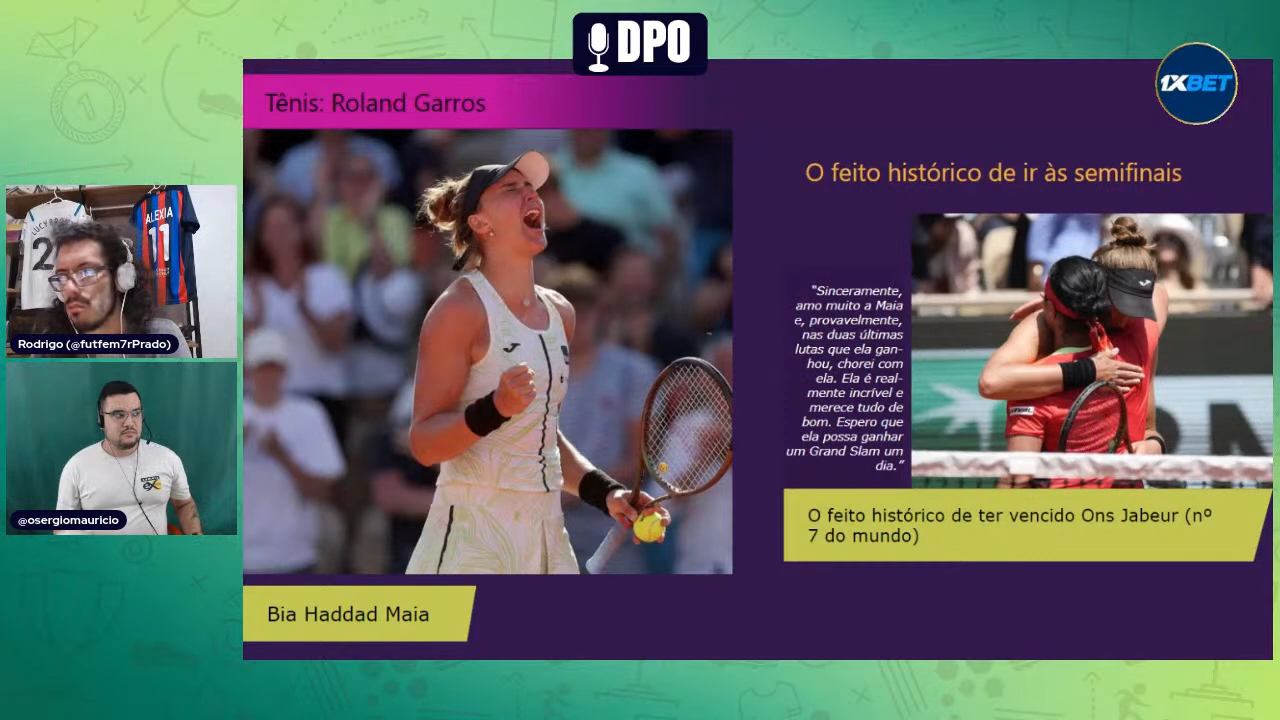 DPO
1XBET
Tênis: Roland Garros
O feito histórico de ir às semifinais
"Sinceramente,
amo muito a Maia
e, provavelmente,
nas duas últimas
lutas que ela gan-
hou, chorei com
ela. Ela é real-
mente incrível e
merece tudo de
bom. Espero que
ela possa ganhar
um Grand Slam um
dia."
O feito histórico de ter vencido Ons Jabeur (nº
7 do mundo)
Bia Haddad Maia
ALEXIA
11
2
Rodrigo (@futfem7rPrado)
@osergiomauricio